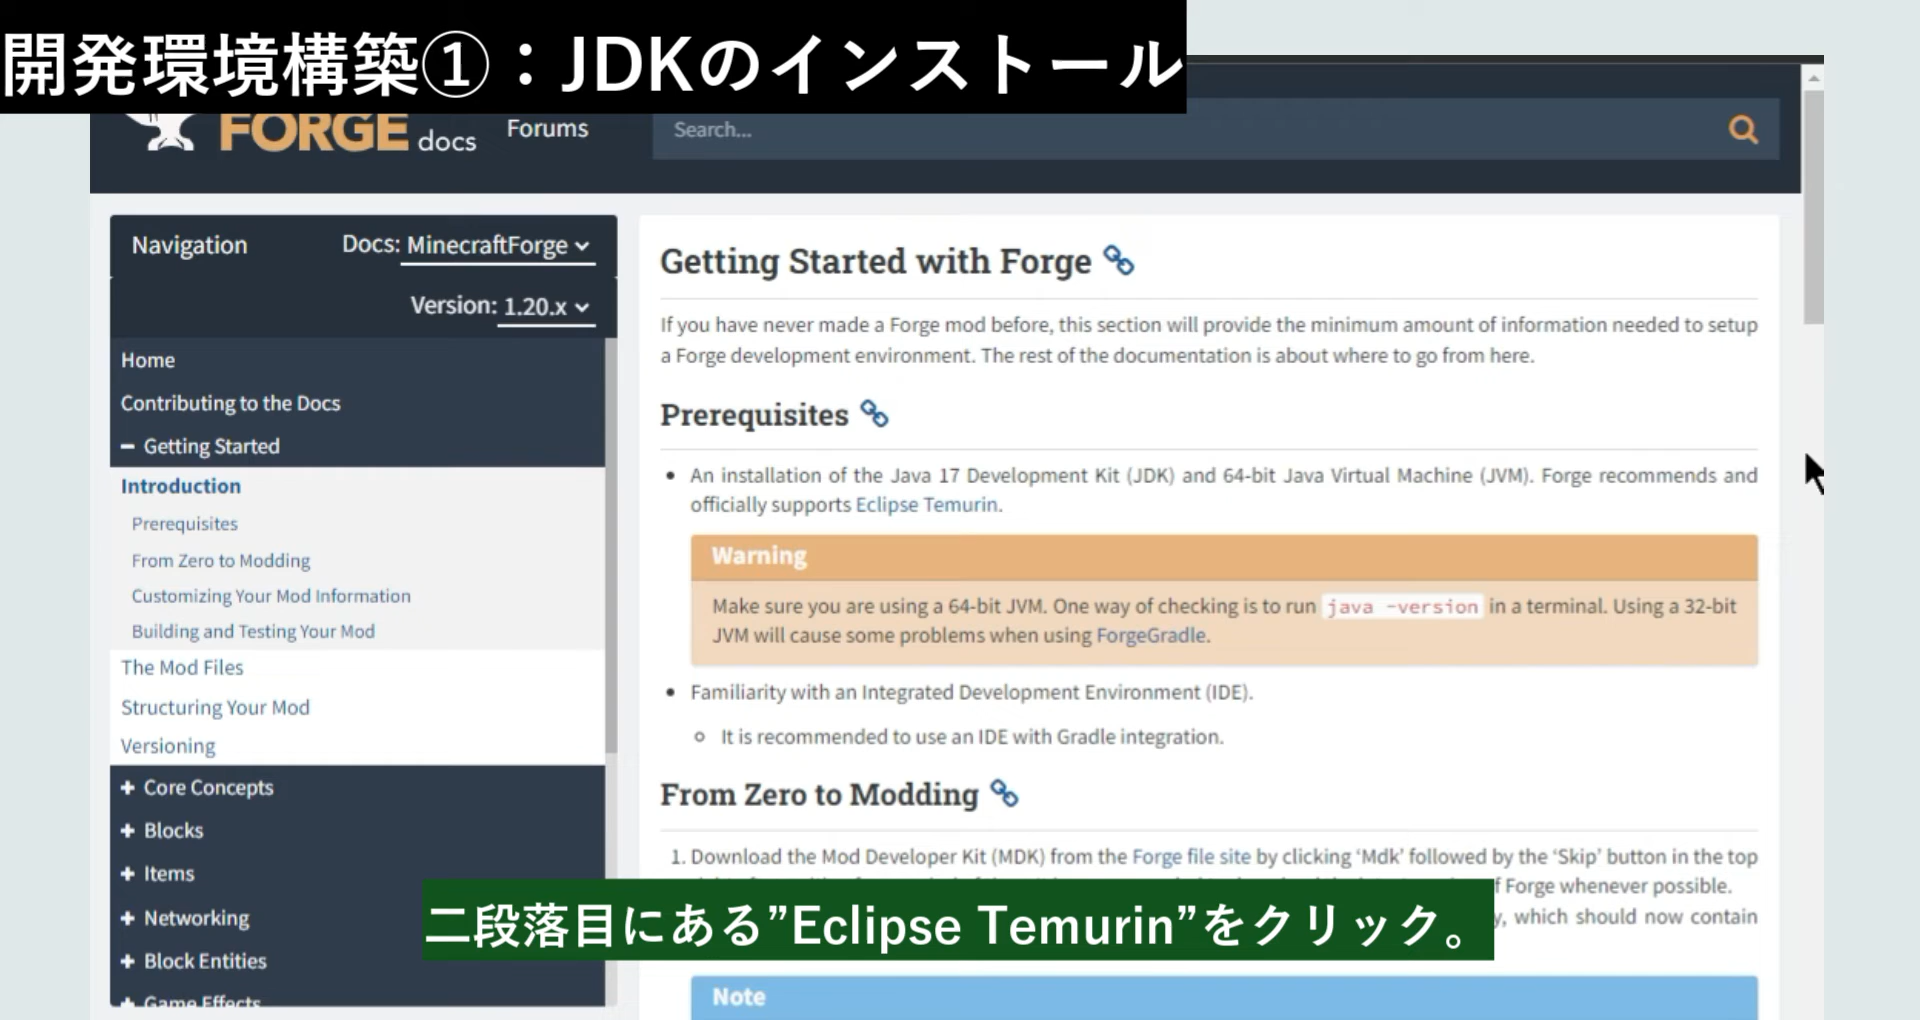 開発環境構築①：JDKのインストール
FORGE docs
Forums
Search...
Navigation
Docs: MinecraftForge
Version: 1.20.x
Home
Contributing to the Docs
Getting Started
Introduction
Prerequisites
From Zero to Modding
Customizing Your Mod Information
Building and Testing Your Mod
The Mod Files
Structuring Your Mod
Versioning
Core Concepts
Blocks
Items
Networking
Block Entities
Game Effects
Getting Started with Forge
If you have never made a Forge mod before, this section will provide the minimum amount of information needed to setup
a Forge development environment. The rest of the documentation is about where to go from here.
Prerequisites
• An installation of the Java 17 Development Kit (JDK) and 64-bit Java Virtual Machine (JVM). Forge recommends and
officially supports Eclipse Temurin.
Warning
Make sure you are using a 64-bit JVM. One way of checking is to run java -version in a terminal. Using a 32-bit
JVM will cause some problems when using ForgeGradle.
• Familiarity with an Integrated Development Environment (IDE).
○ It is recommended to use an IDE with Gradle integration.
From Zero to Modding
1. Download the Mod Developer Kit (MDK) from the Forge file site by clicking ‘Mdk’ followed by the ‘Skip’ button in the top
f Forge whenever possible.
, which should now contain
二段落目にある”Eclipse Temurin”をクリック。
Note